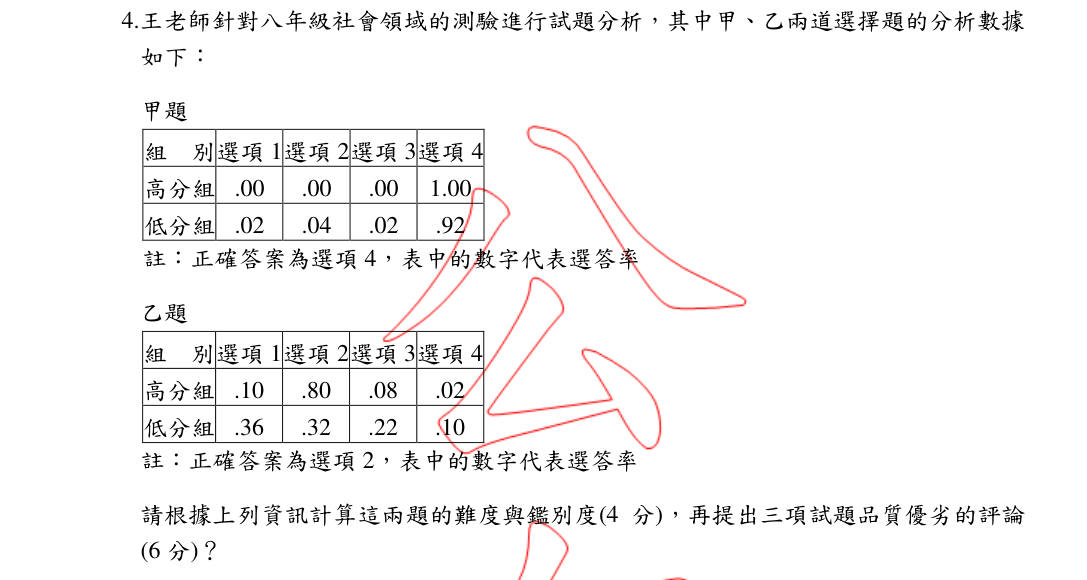 4.王老師針對八年級社會領域的測驗進行試題分析，其中甲、乙兩道選擇題的分析數據
如下：
甲題
組 別 選項 1 選項 2 選項 3 選項 4
高分組 .00 .00 .00 1.00
低分組 .02 .04 .02 .92
註：正確答案為選項 4，表中的數字代表選答率
乙題
組 別 選項 1 選項 2 選項 3 選項 4
高分組 .10 .80 .08 .02
低分組 .36 .32 .22 .10
註：正確答案為選項 2，表中的數字代表選答率
請根據上列資訊計算這兩題的難度與鑑別度(4 分)，再提出三項試題品質優劣的評論
(6 分)？
公